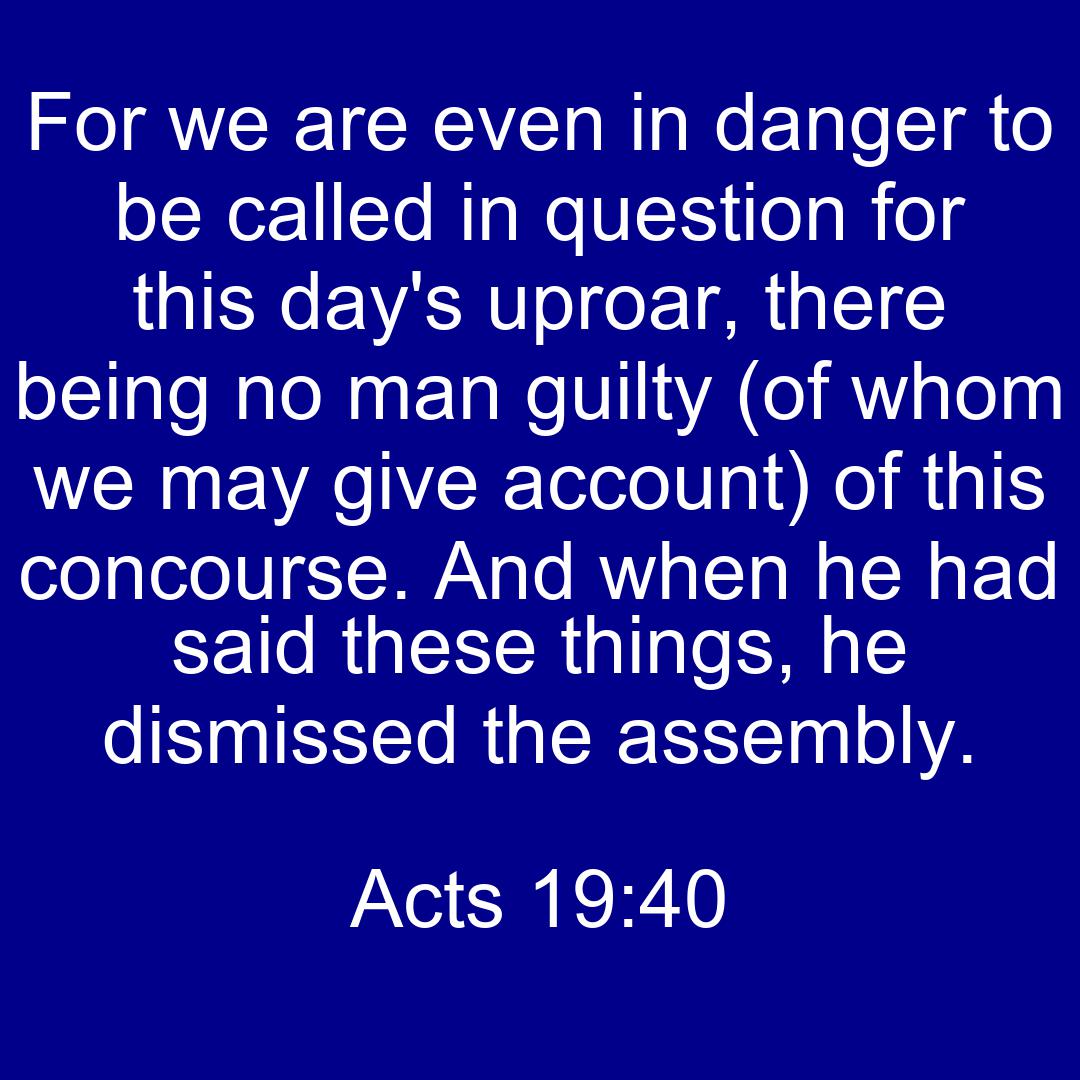 For we are even in danger to
be called in question for
this day's uproar, there
being no man guilty (of whom
we may give account) of this
concourse. And when he had
said these things, he
dismissed the assembly.
Acts 19:40